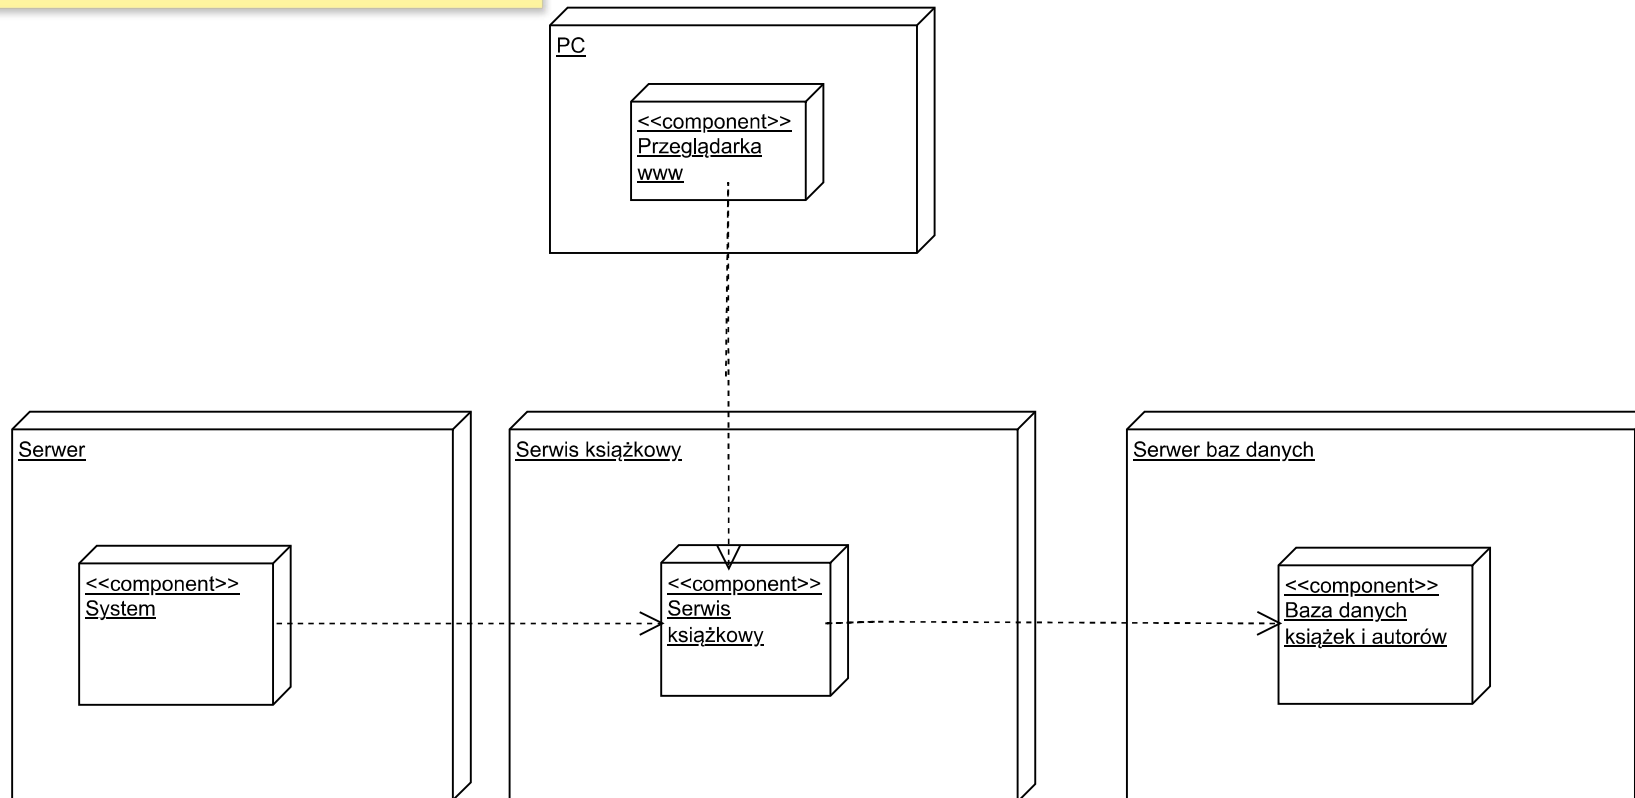 PC
<<component>>
Przeglądarka
www
Serwer
<<component>>
System
Serwis książkowy
<<component>>
Serwis
książkowy
Serwer baz danych
<<component>>
Baza danych
książek i autorów